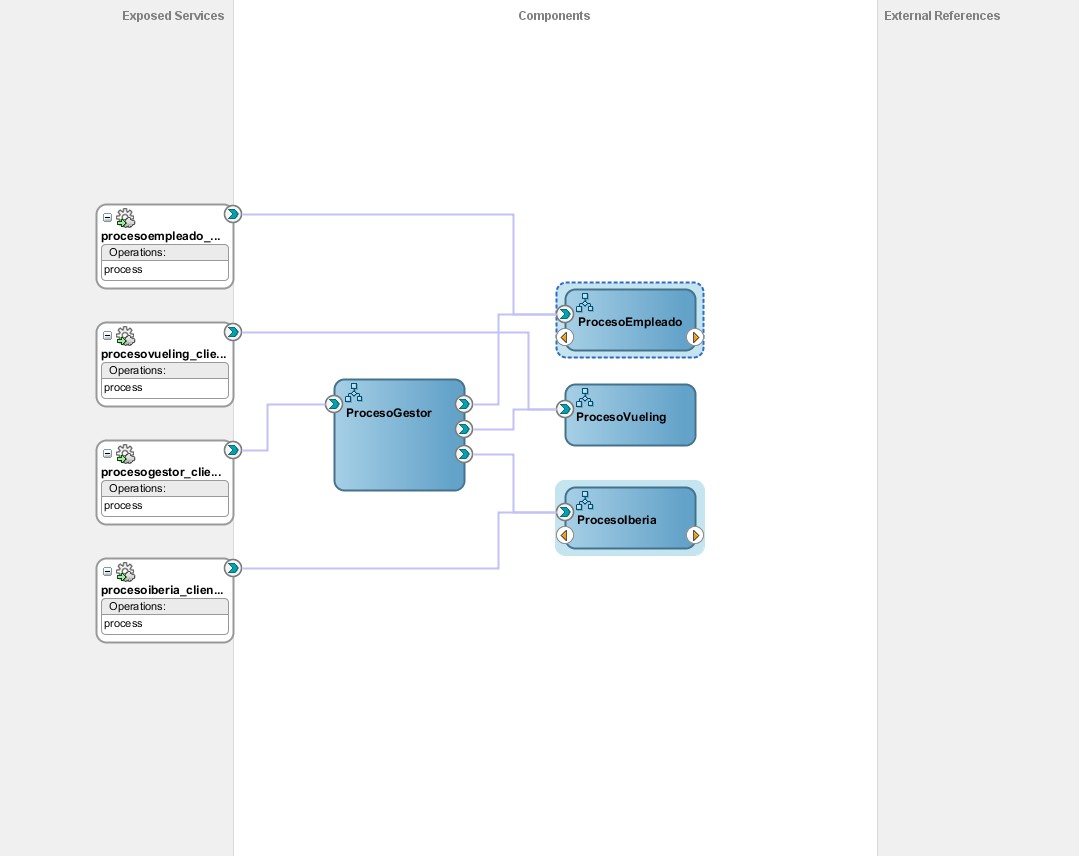 Exposed Services
Components
External References
procesoempleado_...
Operations:
process
procesovueling_clie...
Operations:
process
procesogestor_clie...
Operations:
process
procesoiberia_clien...
Operations:
process
ProcesoGestor
ProcesoEmpleado
ProcesoVueling
ProcesoIberia